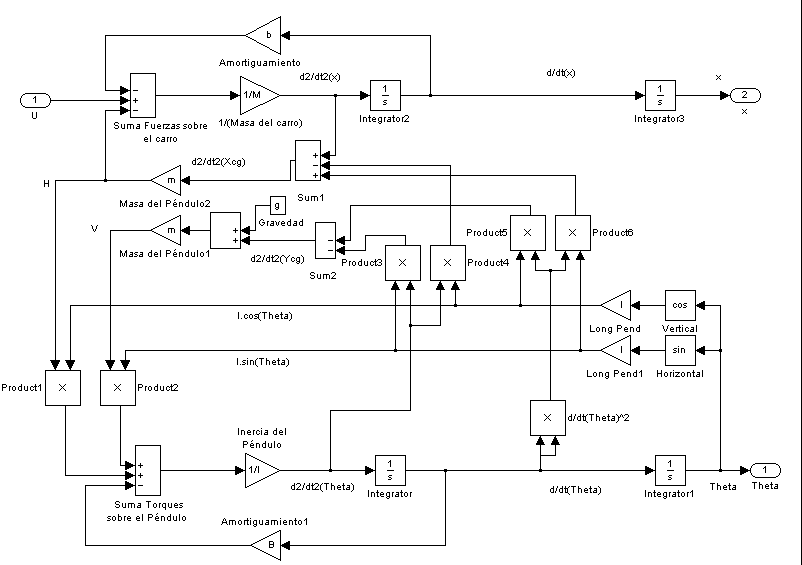 b
Amortiguamiento
d2/dt2(x)
d/dt(x)
x
1
U
−
+
−
Suma Fuerzas sobre
el carro
1/M
1/(Masa del carro)
1
s
Integrator2
1
s
Integrator3
2
x
d2/dt2(Xcg)
+
−
+
Sum1
H
m
Masa del Péndulo2
g
Gravedad
V
m
Masa del Péndulo1
+
+
d2/dt2(Ycg)
−
−
Sum2
Product5
×
×
Product6
Product3
×
×
Product4
l.cos(Theta)
l
Long Pend
cos
Vertical
l.sin(Theta)
l
Long Pend1
sin
Horizontal
Product1
×
×
Product2
×
d/dt(Theta)^2
Inercia del
Péndulo
+
+
−
Suma Torques
sobre el Péndulo
1/I
d2/dt2(Theta)
1
s
Integrator
d/dt(Theta)
1
s
Integrator1
Theta
1
Theta
Amortiguamiento1
B